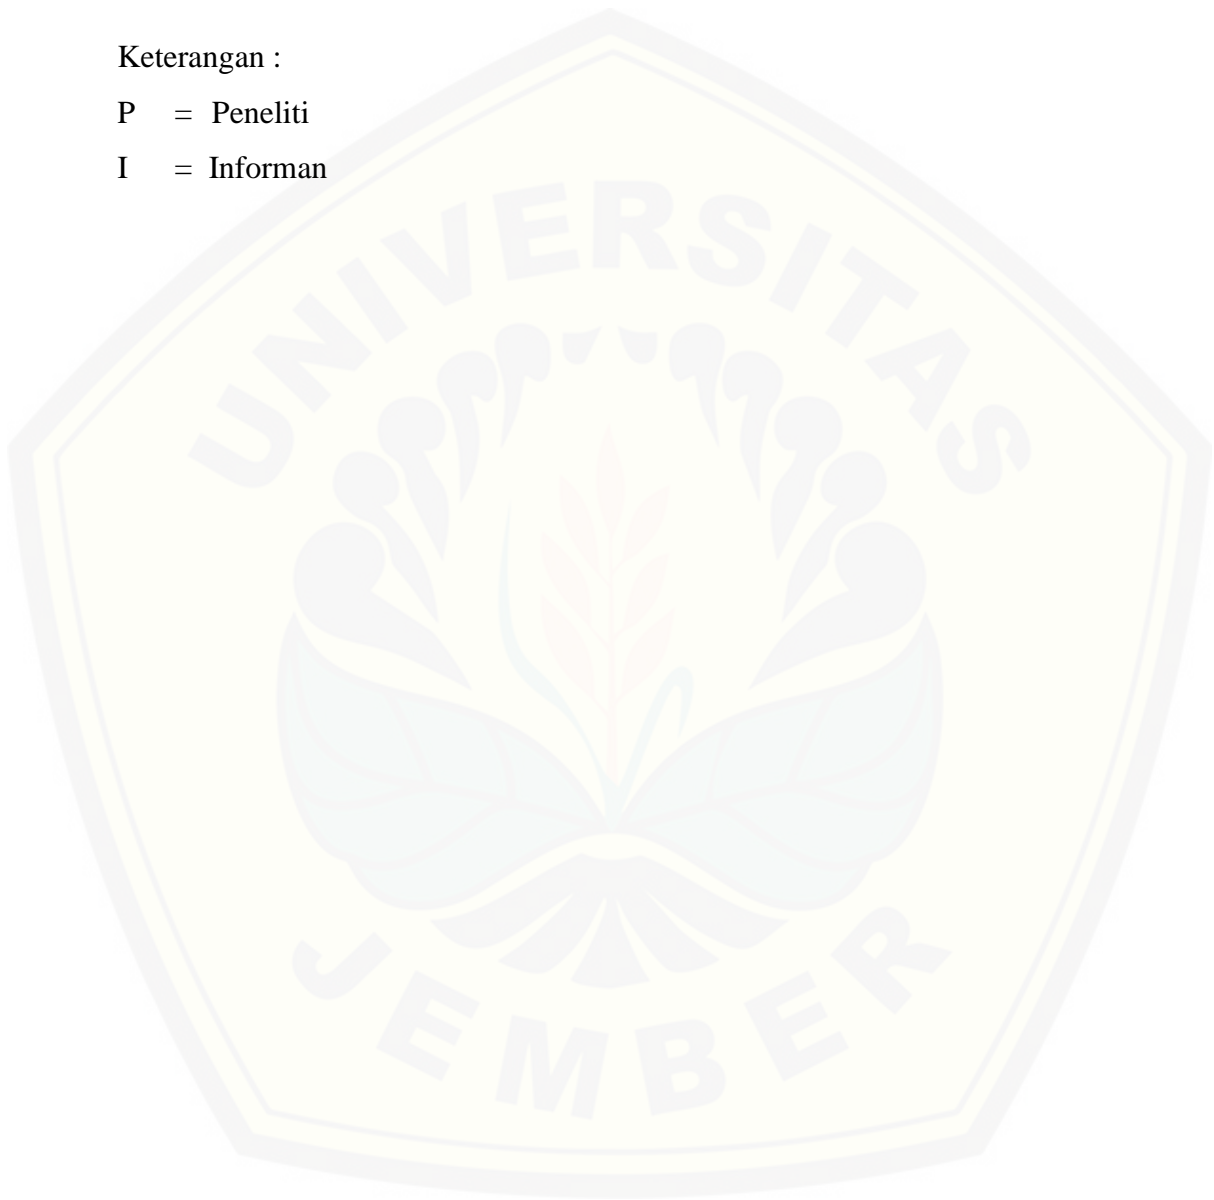 Keterangan :
P = Peneliti
I = Informan
UNIVERSITAS
JEMBER